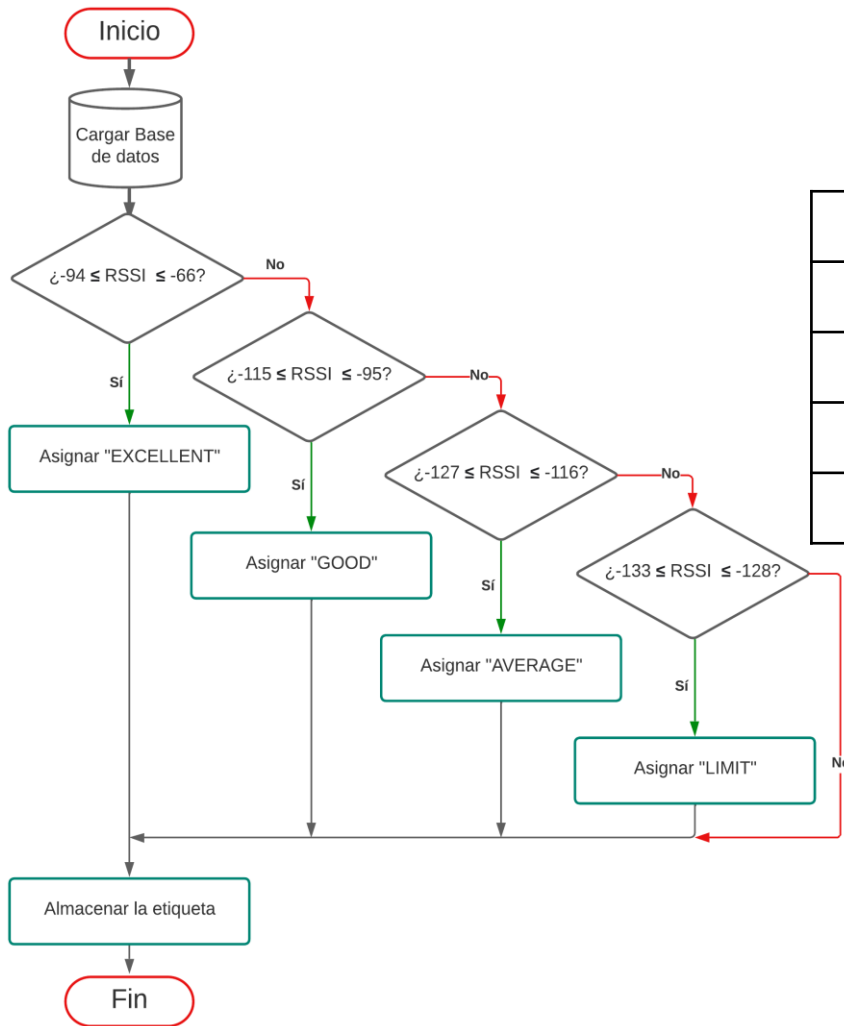 Inicio
Cargar Base
de datos
¿-94 ≤ RSSI ≤ -66?
No
¿-115 ≤ RSSI ≤ -95?
No
Sí
Asignar "EXCELLENT"
¿-127 ≤ RSSI ≤ -116?
No
Sí
Asignar "GOOD"
¿-133 ≤ RSSI ≤ -128?
Sí
Asignar "AVERAGE"
Sí
No
Asignar "LIMIT"
Almacenar la etiqueta
Fin